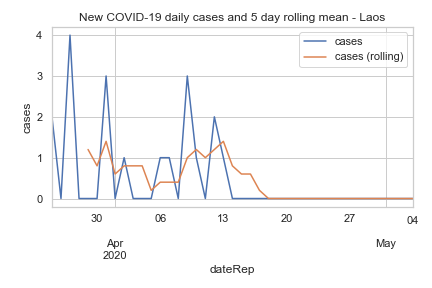 New COVID-19 daily cases and 5 day rolling mean - Laos
cases
cases (rolling)
cases
4
3
2
1
0
30 06 13 20 27 04
Apr May
2020
dateRep